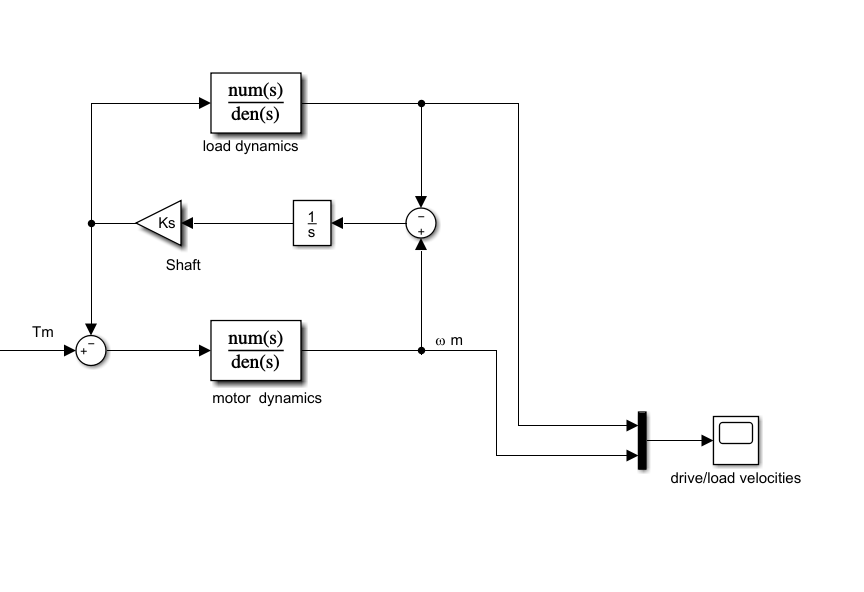 num(s)
den(s)
load dynamics
−
+
Ks
1
s
Shaft
Tm
−
+
num(s)
den(s)
ω m
motor  dynamics
drive/load velocities